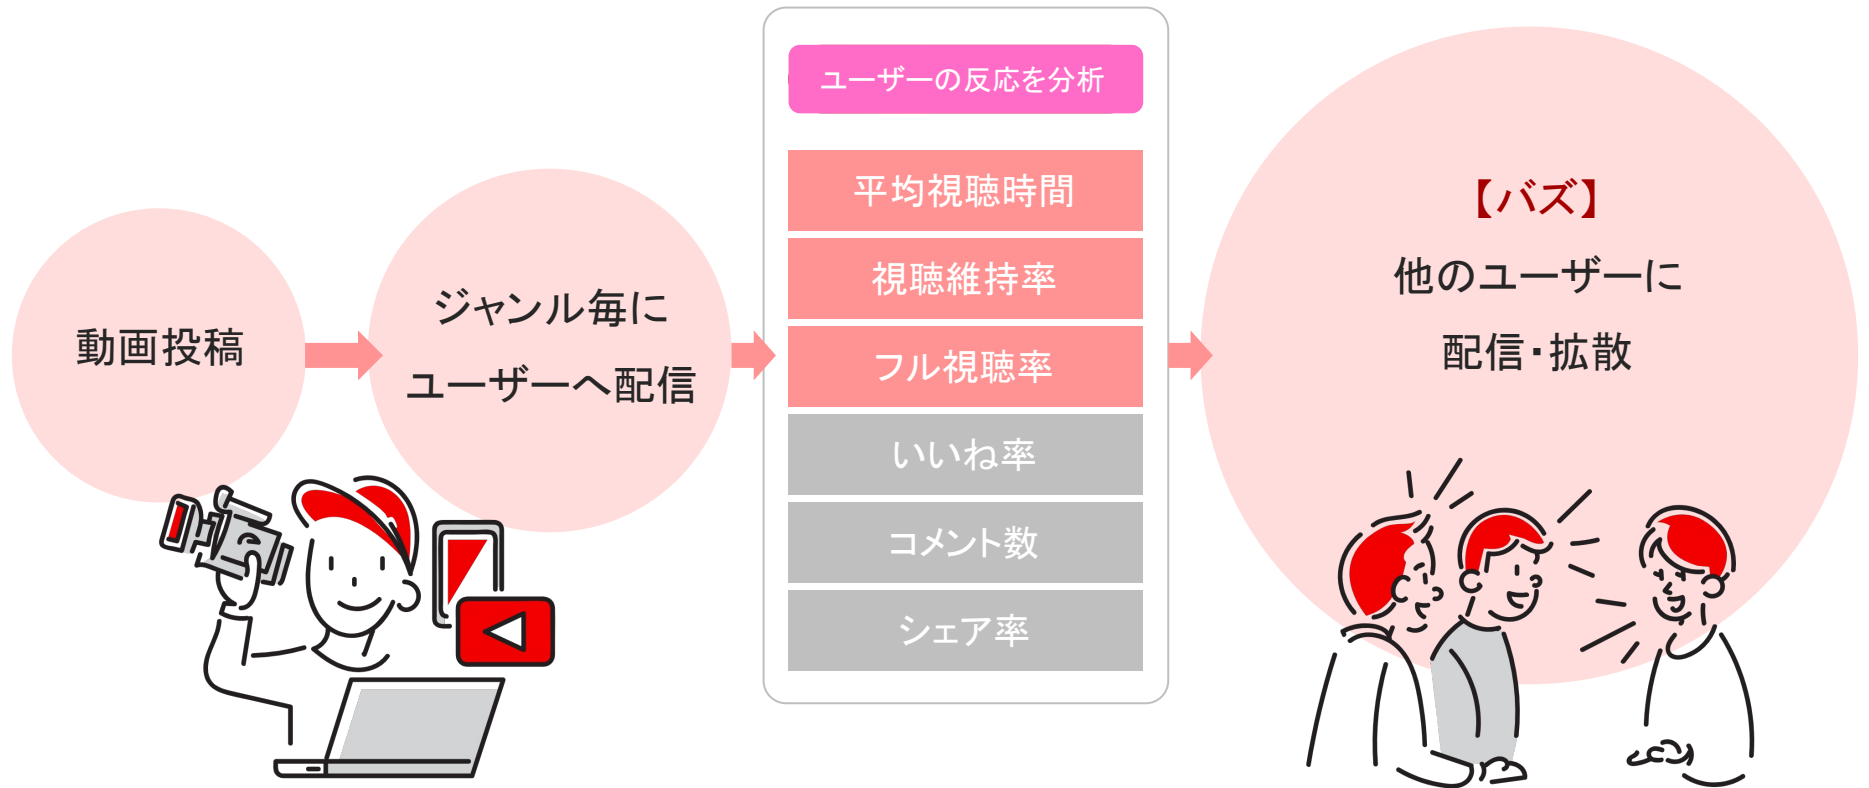 動画投稿
ジャンル毎に
ユーザーへ配信
ユーザーの反応を分析
平均視聴時間
視聴維持率
フル視聴率
いいね率
コメント数
シェア率
【バズ】
他のユーザーに
配信・拡散